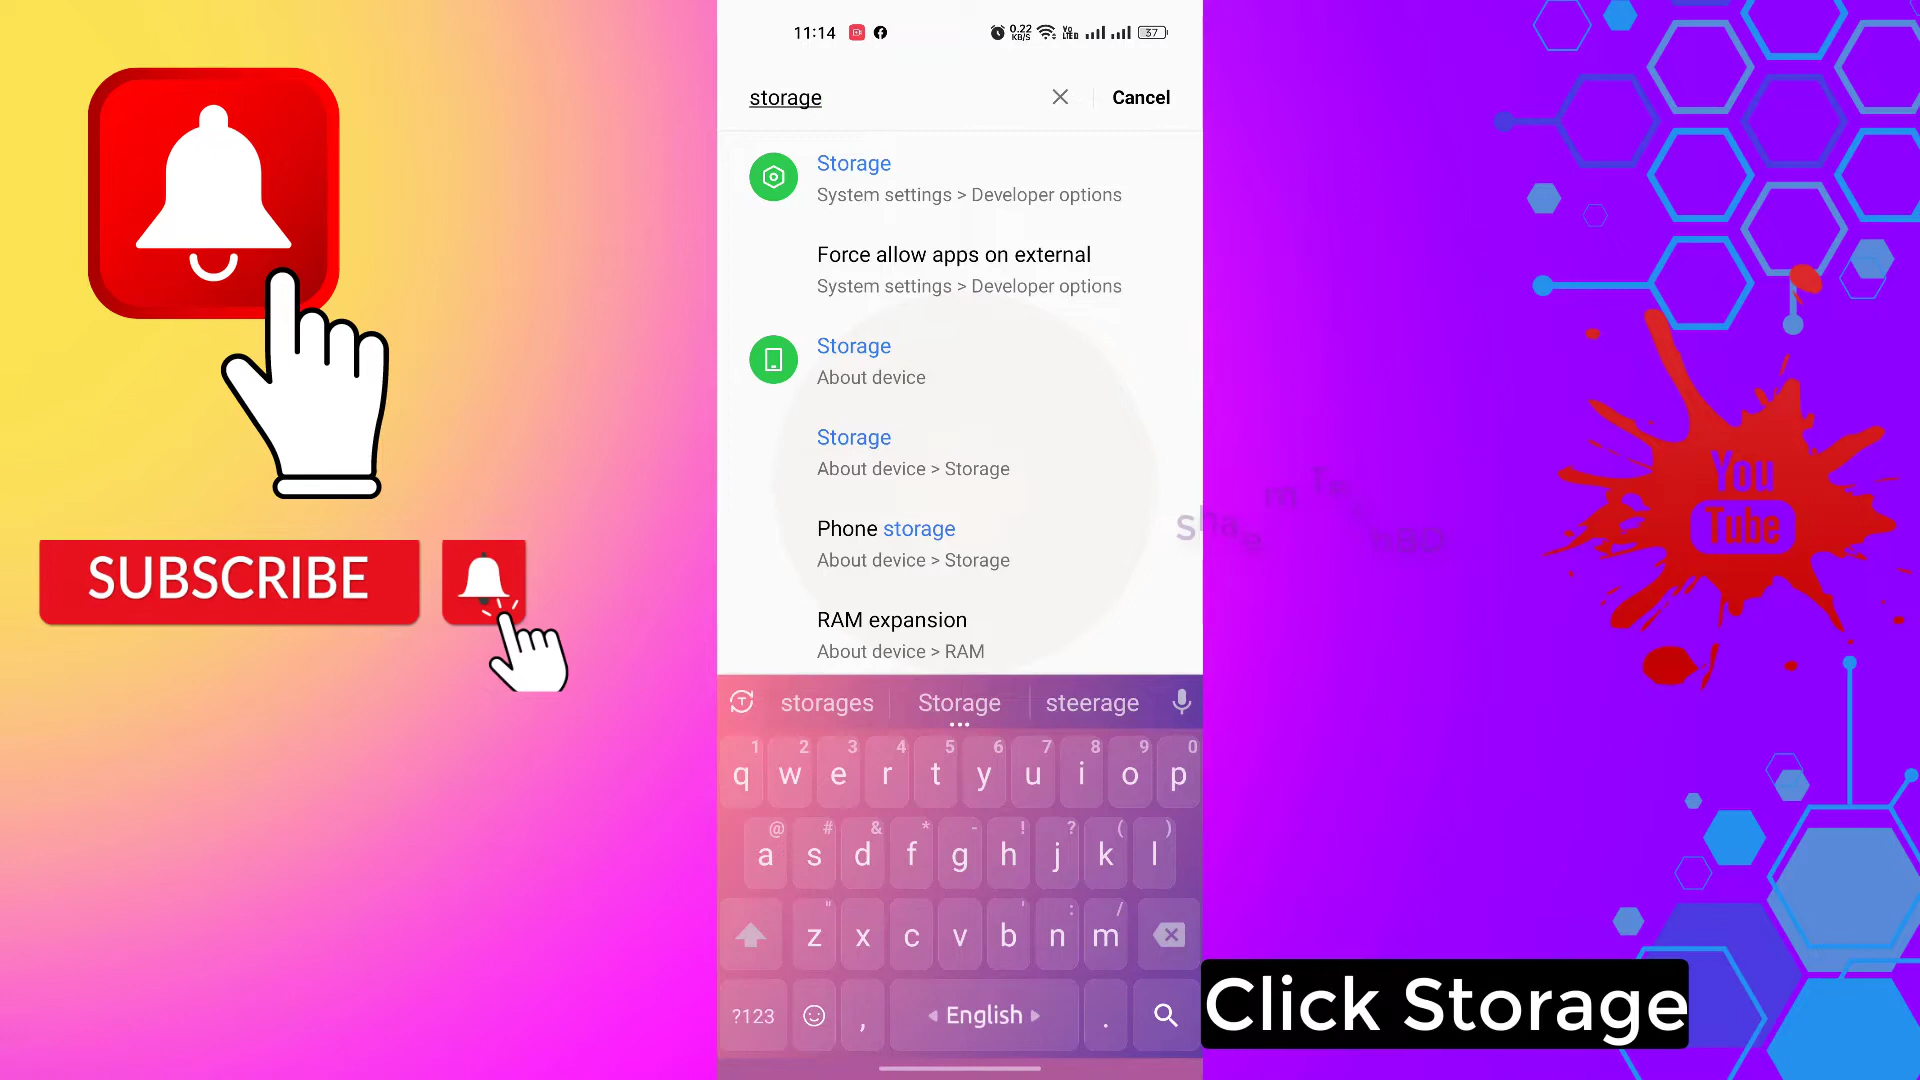 11:14
0.22 KB/S
Vo LTE
37
storage
Cancel
Storage
System settings > Developer options
Force allow apps on external
System settings > Developer options
Storage
About device
Storage
About device > Storage
Phone storage
About device > Storage
RAM expansion
About device > RAM
storages Storage steerage
1 2 3 4 5 6 7 8 9 0
q w e r t y u i o p
@ # & * - ! ? ( )
a s d f g h j k l
" ' : /
z x c v b n m
?123 , English .
SUBSCRIBE
You
Tube
Click Storage